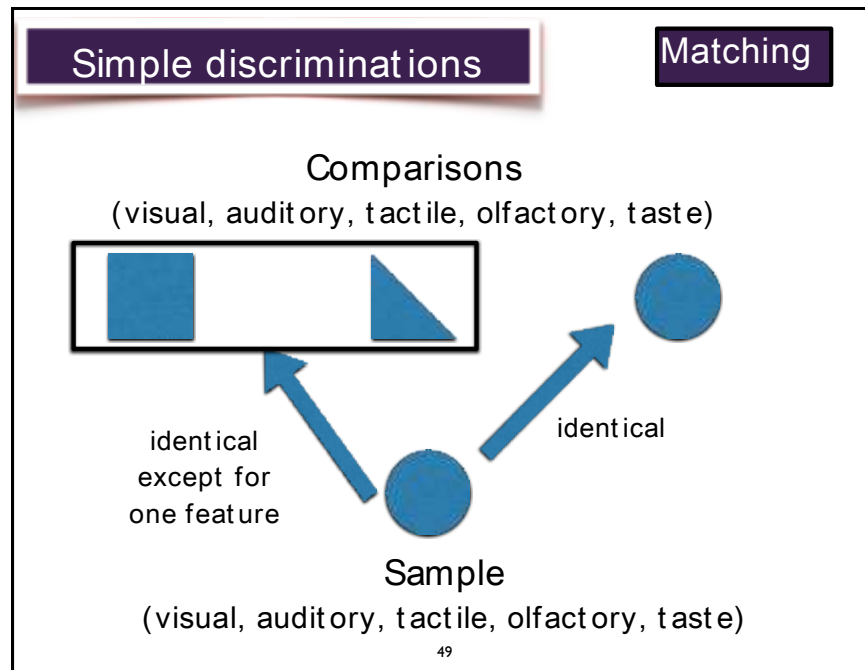 Simple discriminations
Matching
Comparisons
(visual, auditory, tactile, olfactory, taste)
identical
except for
one feature
identical
Sample
(visual, auditory, tactile, olfactory, taste)
49